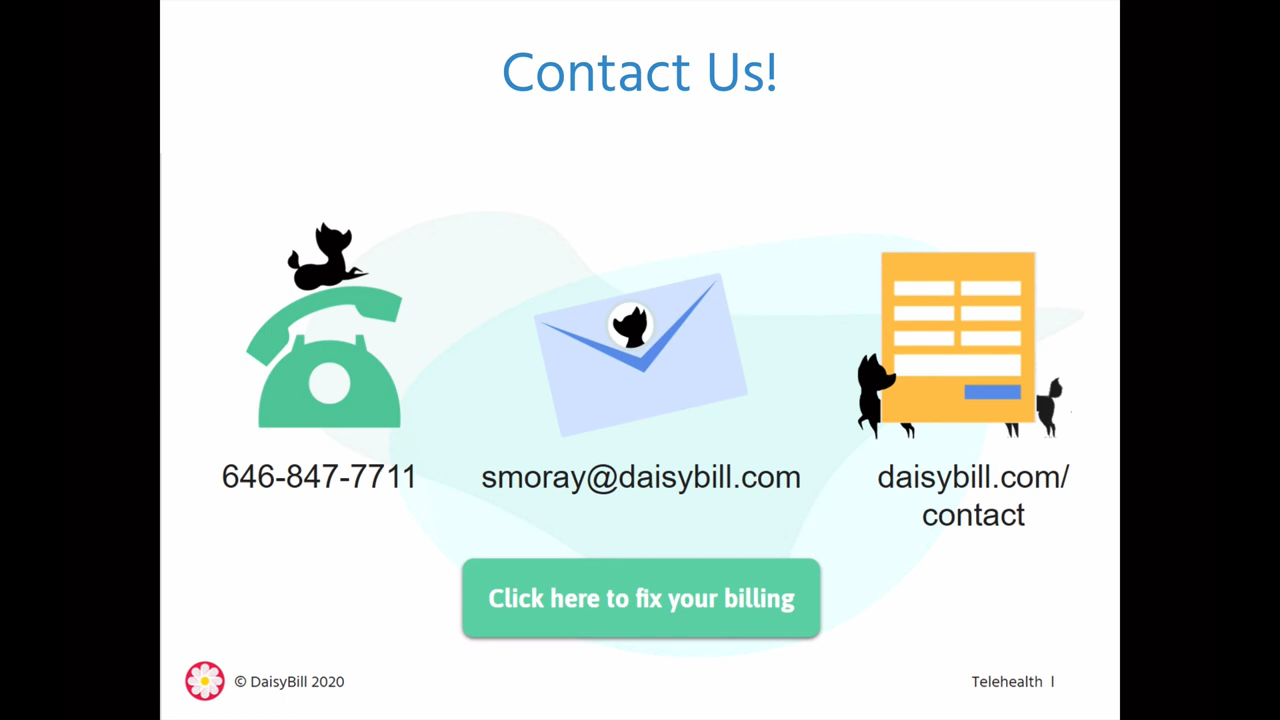 Contact Us!
646-847-7711
smoray@daisybill.com
daisybill.com/
contact
Click here to fix your billing
© DaisyBill 2020
Telehealth |